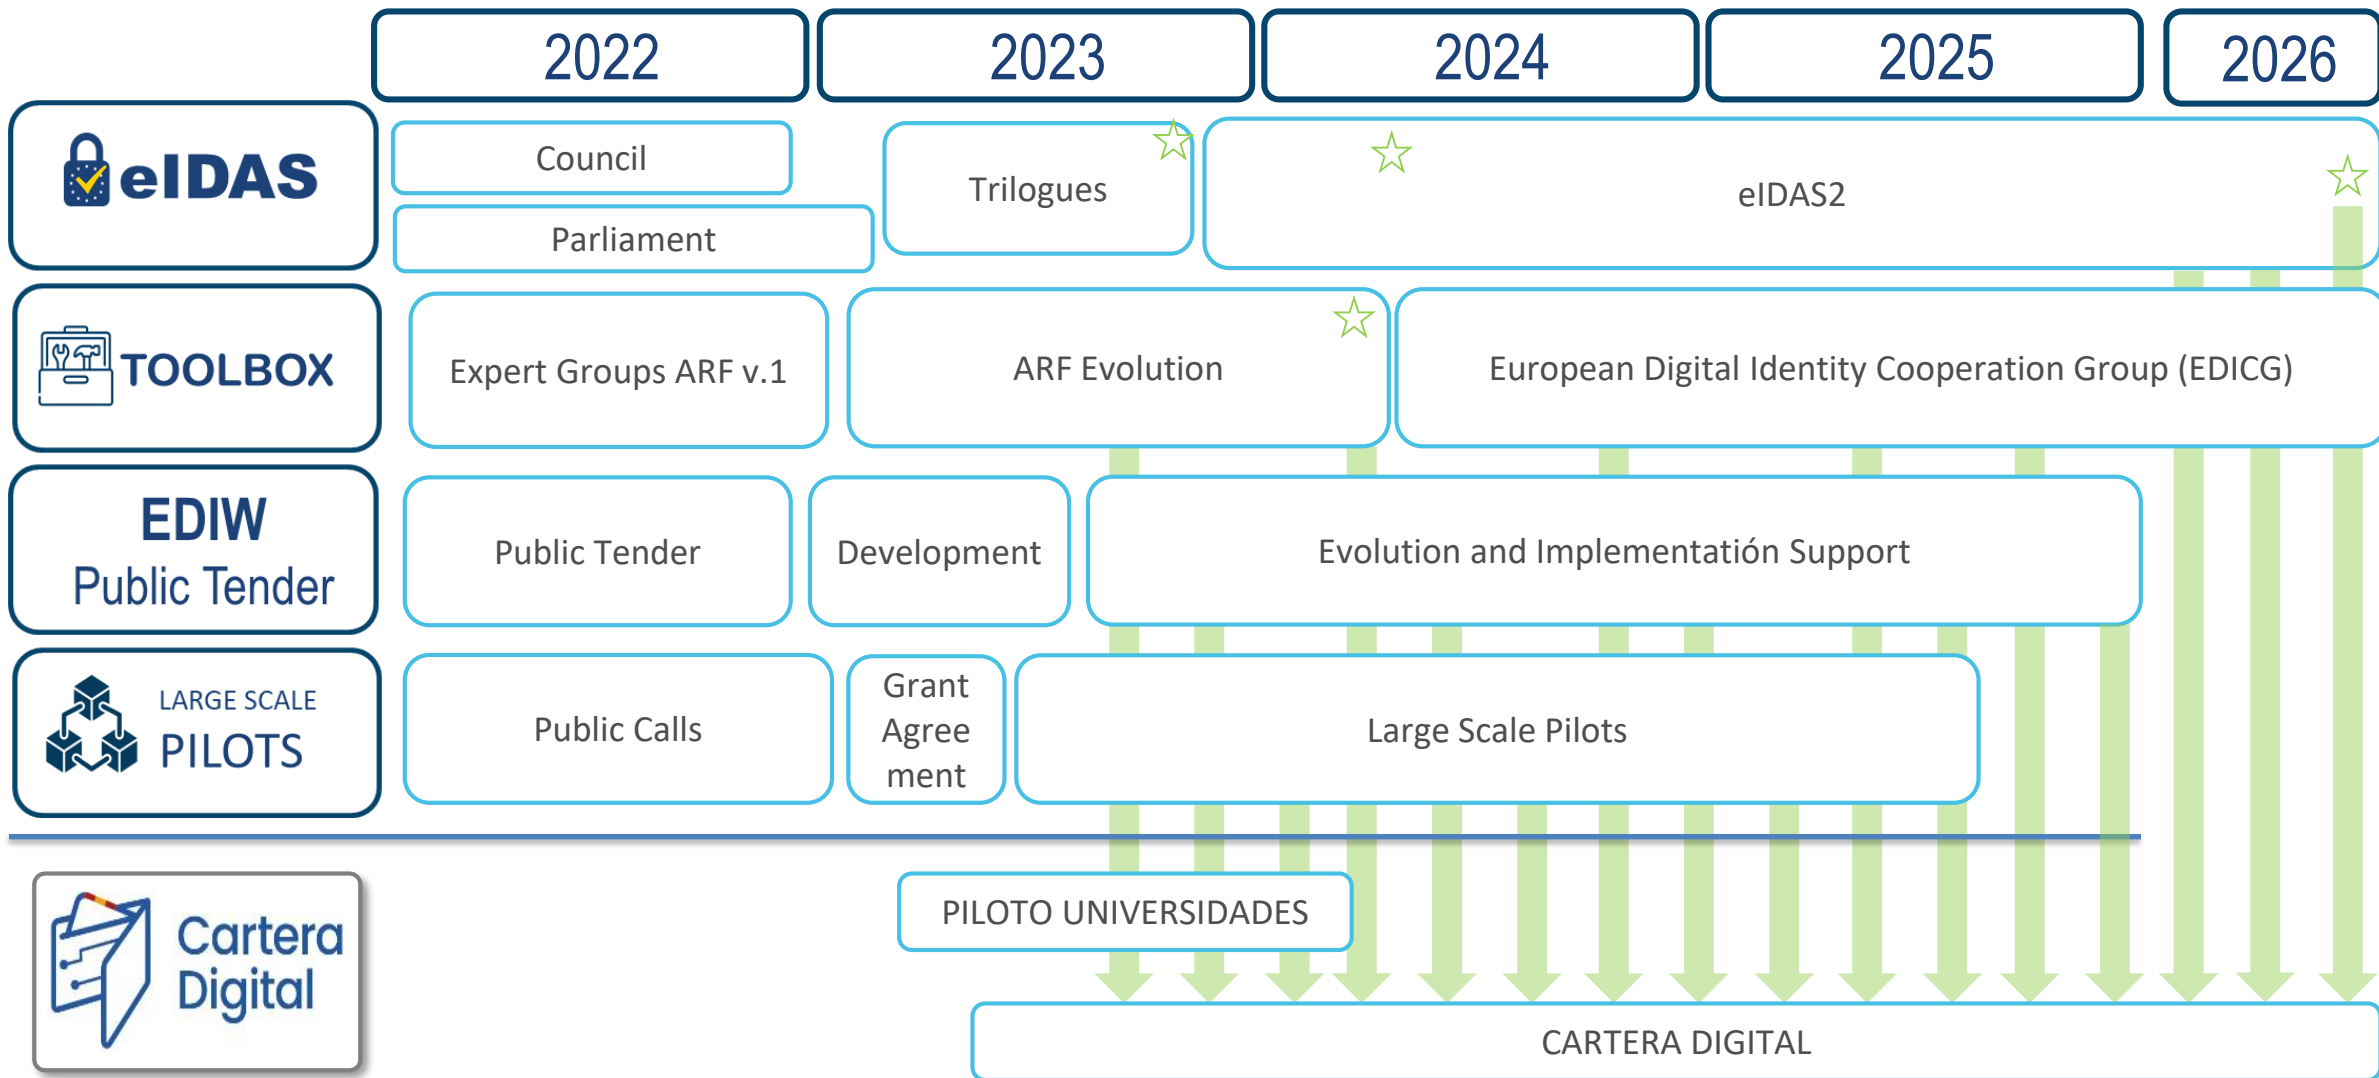 2022
2023
2024
2025
2026
eIDAS
Council
Parliament
Trilogues
eIDAS2
TOOLBOX
Expert Groups ARF v.1
ARF Evolution
European Digital Identity Cooperation Group (EDICG)
EDIW
Public Tender
Public Tender
Development
Evolution and Implementatión Support
LARGE SCALE
PILOTS
Public Calls
Grant
Agree
ment
Large Scale Pilots
Cartera
Digital
PILOTO UNIVERSIDADES
CARTERA DIGITAL